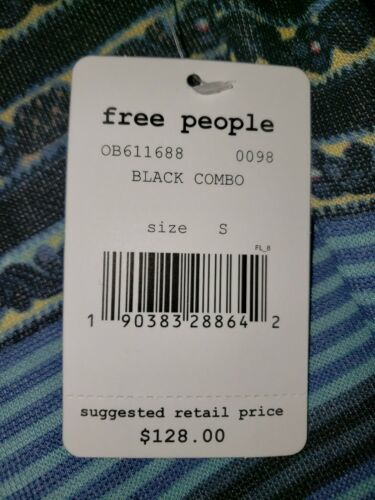 free people
OB611688 0098
BLACK COMBO
size S
FL_8
1 90383 28864 2
suggested retail price
$128.00